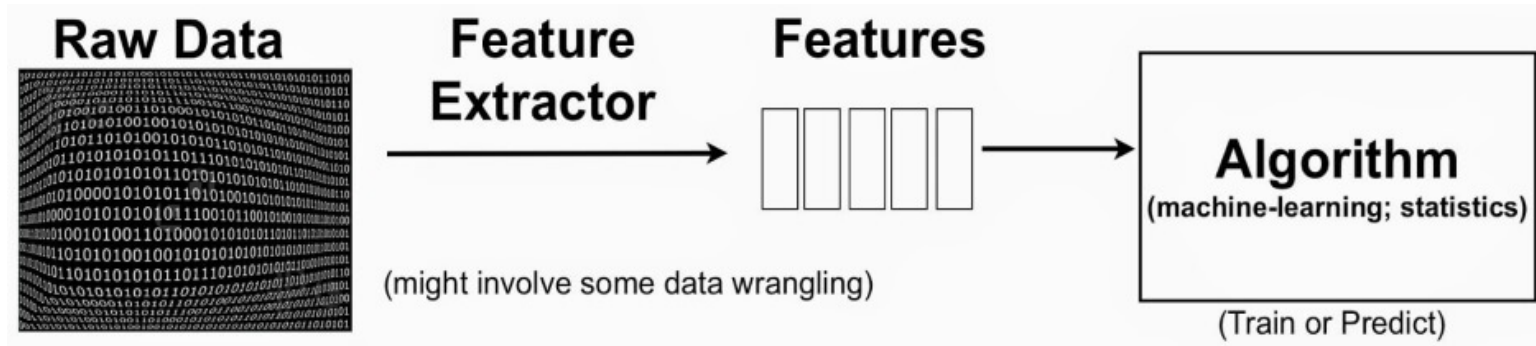 Raw Data
Feature
Extractor
Features
(might involve some data wrangling)
Algorithm
(machine-learning; statistics)
(Train or Predict)